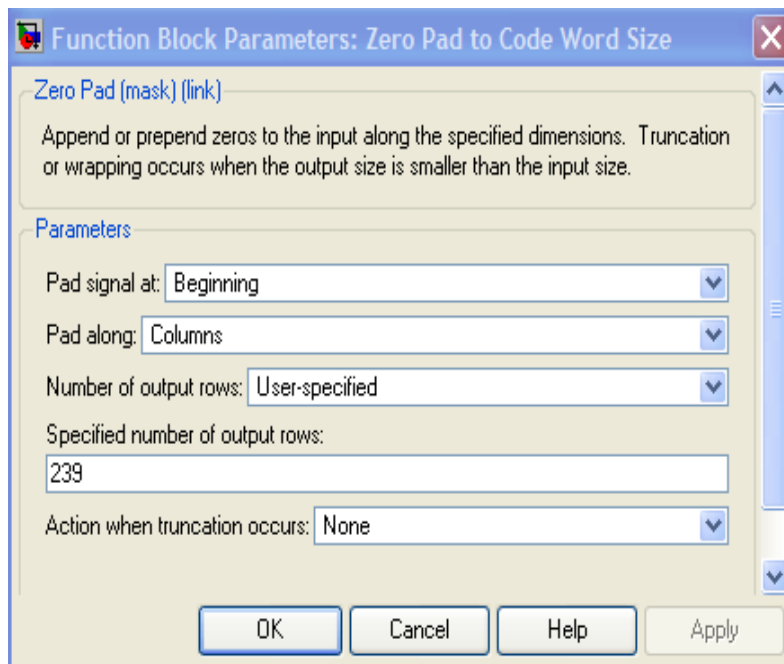 Function Block Parameters: Zero Pad to Code Word Size
Zero Pad (mask) (link)
Append or prepend zeros to the input along the specified dimensions. Truncation
or wrapping occurs when the output size is smaller than the input size.
Parameters
Pad signal at: Beginning
Pad along: Columns
Number of output rows: User-specified
Specified number of output rows:
239
Action when truncation occurs: None
OK Cancel Help Apply